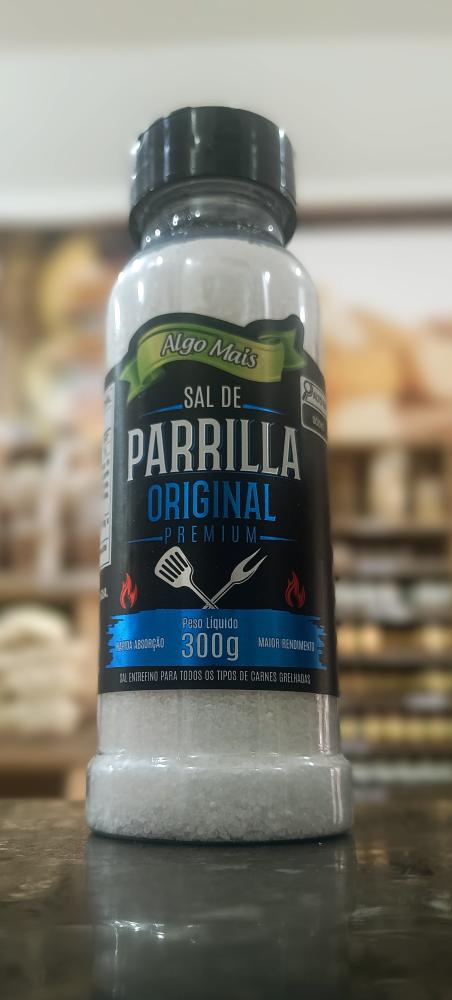 Algo Mais
SAL DE
PARRILLA
ORIGINAL
PREMIUM
Peso Líquido
RÁPIDA ABSORÇÃO 300g MAIOR RENDIMENTO
SAL ENTREFINO PARA TODOS OS TIPOS DE CARNES GRELHADAS